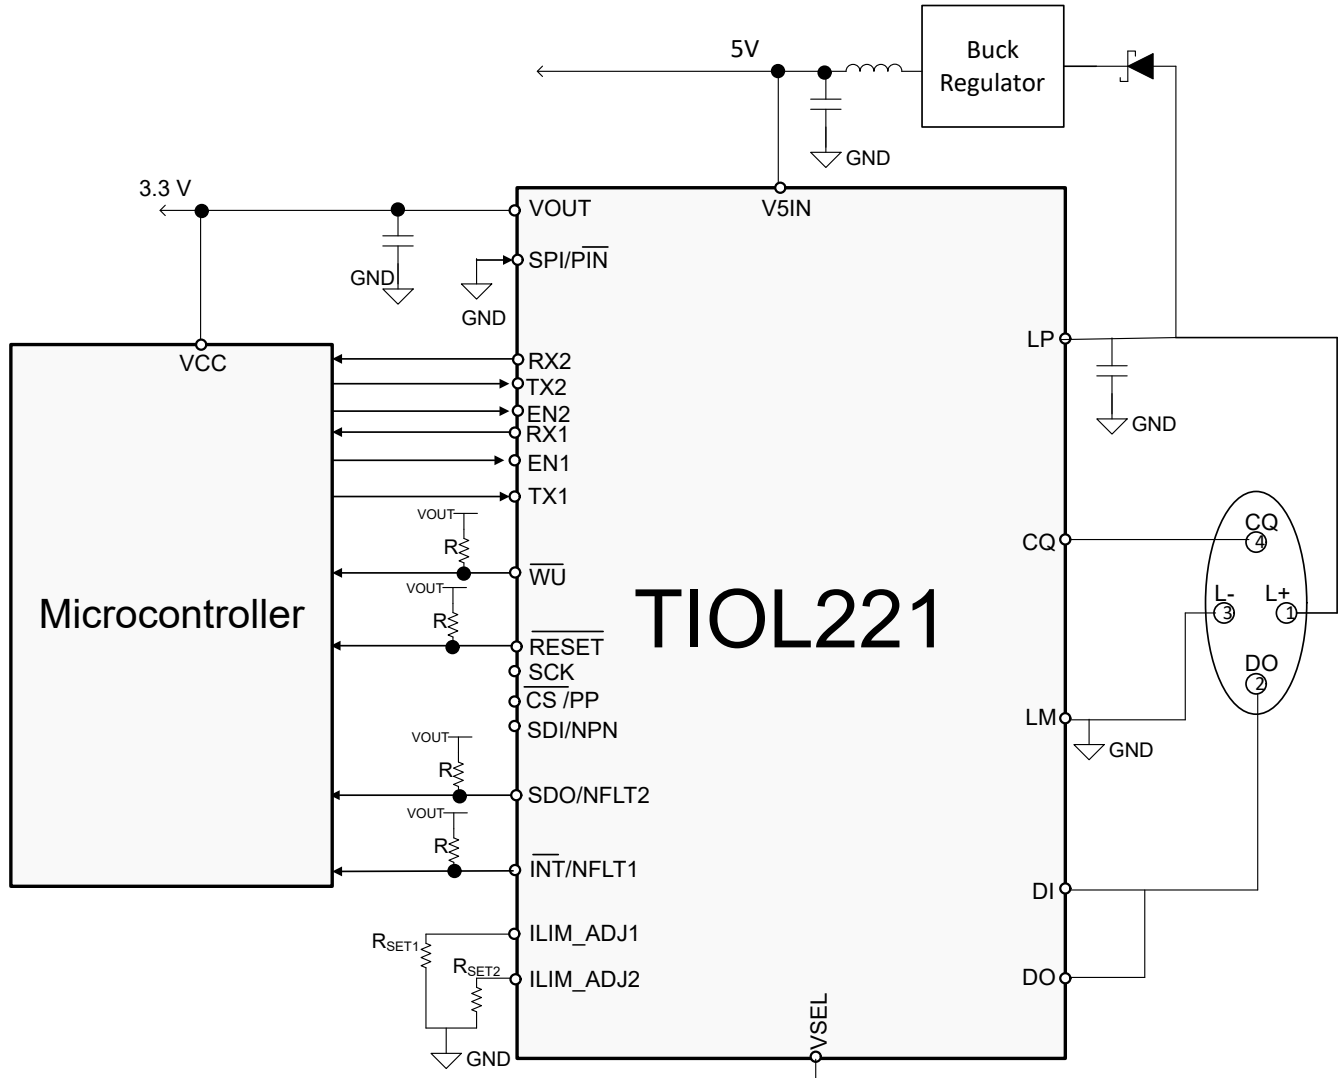 5V
Buck
Regulator
GND
3.3 V
VOUT
V5IN
SPI/PIN
GND
GND
LP
VCC
RX2
TX2
EN2
RX1
EN1
TX1
GND
VOUT
R
CQ
CQ
4
WU
VOUT
R
Microcontroller
TIOL221
L-
L+
3
1
RESET
SCK
CS /PP
SDI/NPN
DO
2
LM
GND
VOUT
R
SDO/NFLT2
VOUT
R
INT/NFLT1
DI
RSET1
ILIM_ADJ1
RSET2
ILIM_ADJ2
DO
VSEL
GND